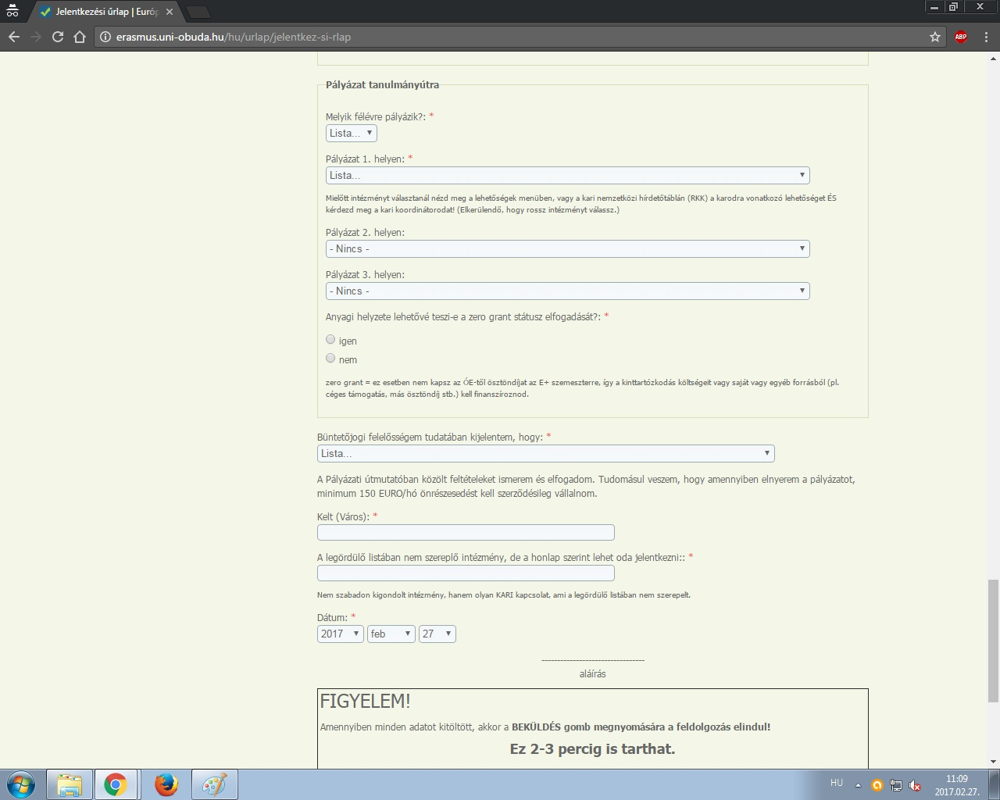 Jelentkezési űrlap | Euró
erasmus.uni-obuda.hu/hu/urlap/jelentkez-si-rlap
ABP
Pályázat tanulmányútra
Melyik félévre pályázik?: *
Lista...
Pályázat 1. helyen: *
Lista...
Mielőtt intézményt választanál nézd meg a lehetőségek menüben, vagy a kari nemzetközi hírdetőtáblán (RKK) a karodra vonatkozó lehetőséget ÉS
kérdezd meg a kari koordinátorodat! (Elkerülendő, hogy rossz intézményt válassz.)
Pályázat 2. helyen:
- Nincs -
Pályázat 3. helyen:
- Nincs -
Anyagi helyzete lehetővé teszi-e a zero grant státusz elfogadását?: *
igen
nem
zero grant = ez esetben nem kapsz az ÓE-től ösztöndíjat az E+ szemeszterre, így a kinttartózkodás költségeit vagy saját vagy egyéb forrásból (pl.
céges támogatás, más ösztöndíj stb.) kell finanszíroznod.
Büntetőjogi felelősségem tudatában kijelentem, hogy: *
Lista...
A Pályázati útmutatóban közölt feltételeket ismerem és elfogadom. Tudomásul veszem, hogy amennyiben elnyerem a pályázatot,
minimum 150 EURO/hó önrészesedést kell szerződésileg vállalnom.
Kelt (Város): *
A legördülő listában nem szereplő intézmény, de a honlap szerint lehet oda jelentkezni:: *
Nem szabadon kigondolt intézmény, hanem olyan KARI kapcsolat, ami a legördülő listában nem szerepelt.
Dátum: *
2017 feb 27
---------------------------------
aláírás
FIGYELEM!
Amennyiben minden adatot kitöltött, akkor a BEKÜLDÉS gomb megnyomására a feldolgozás elindul!
Ez 2-3 percig is tarthat.
HU
11:09
2017.02.27.